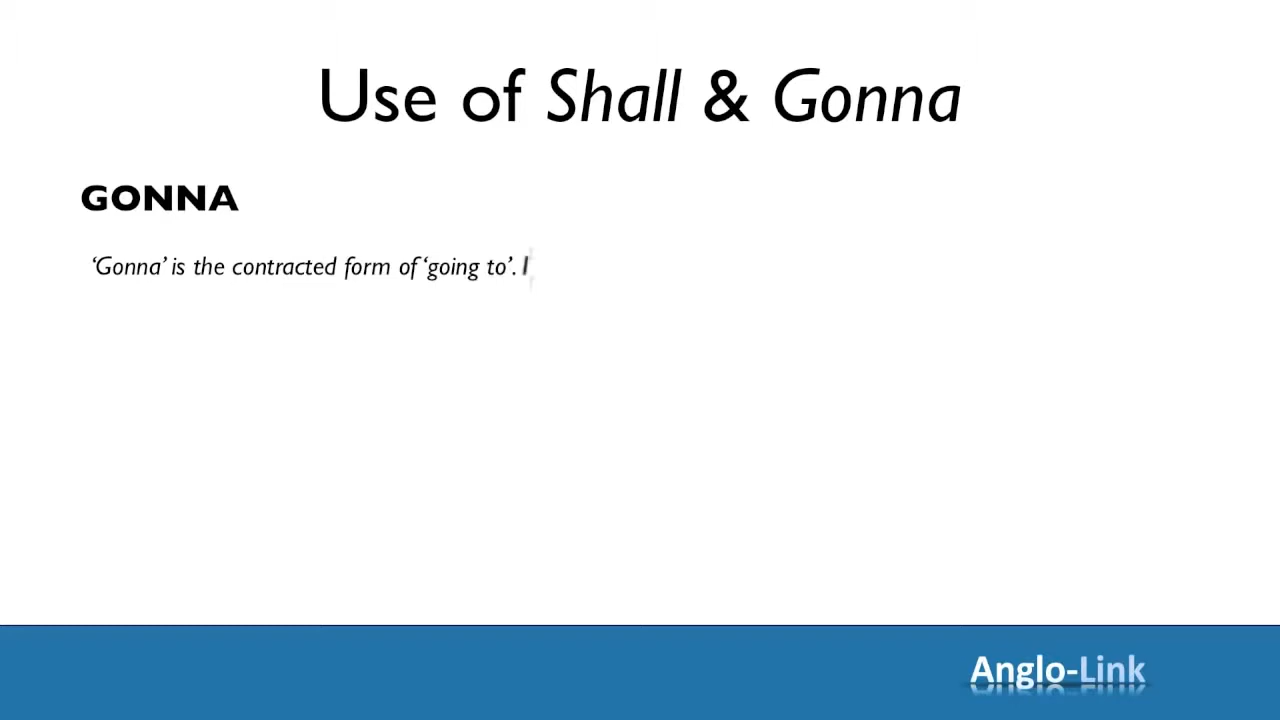 Use of Shall & Gonna
GONNA
‘Gonna’ is the contracted form of ‘going to’. I
Anglo-Link